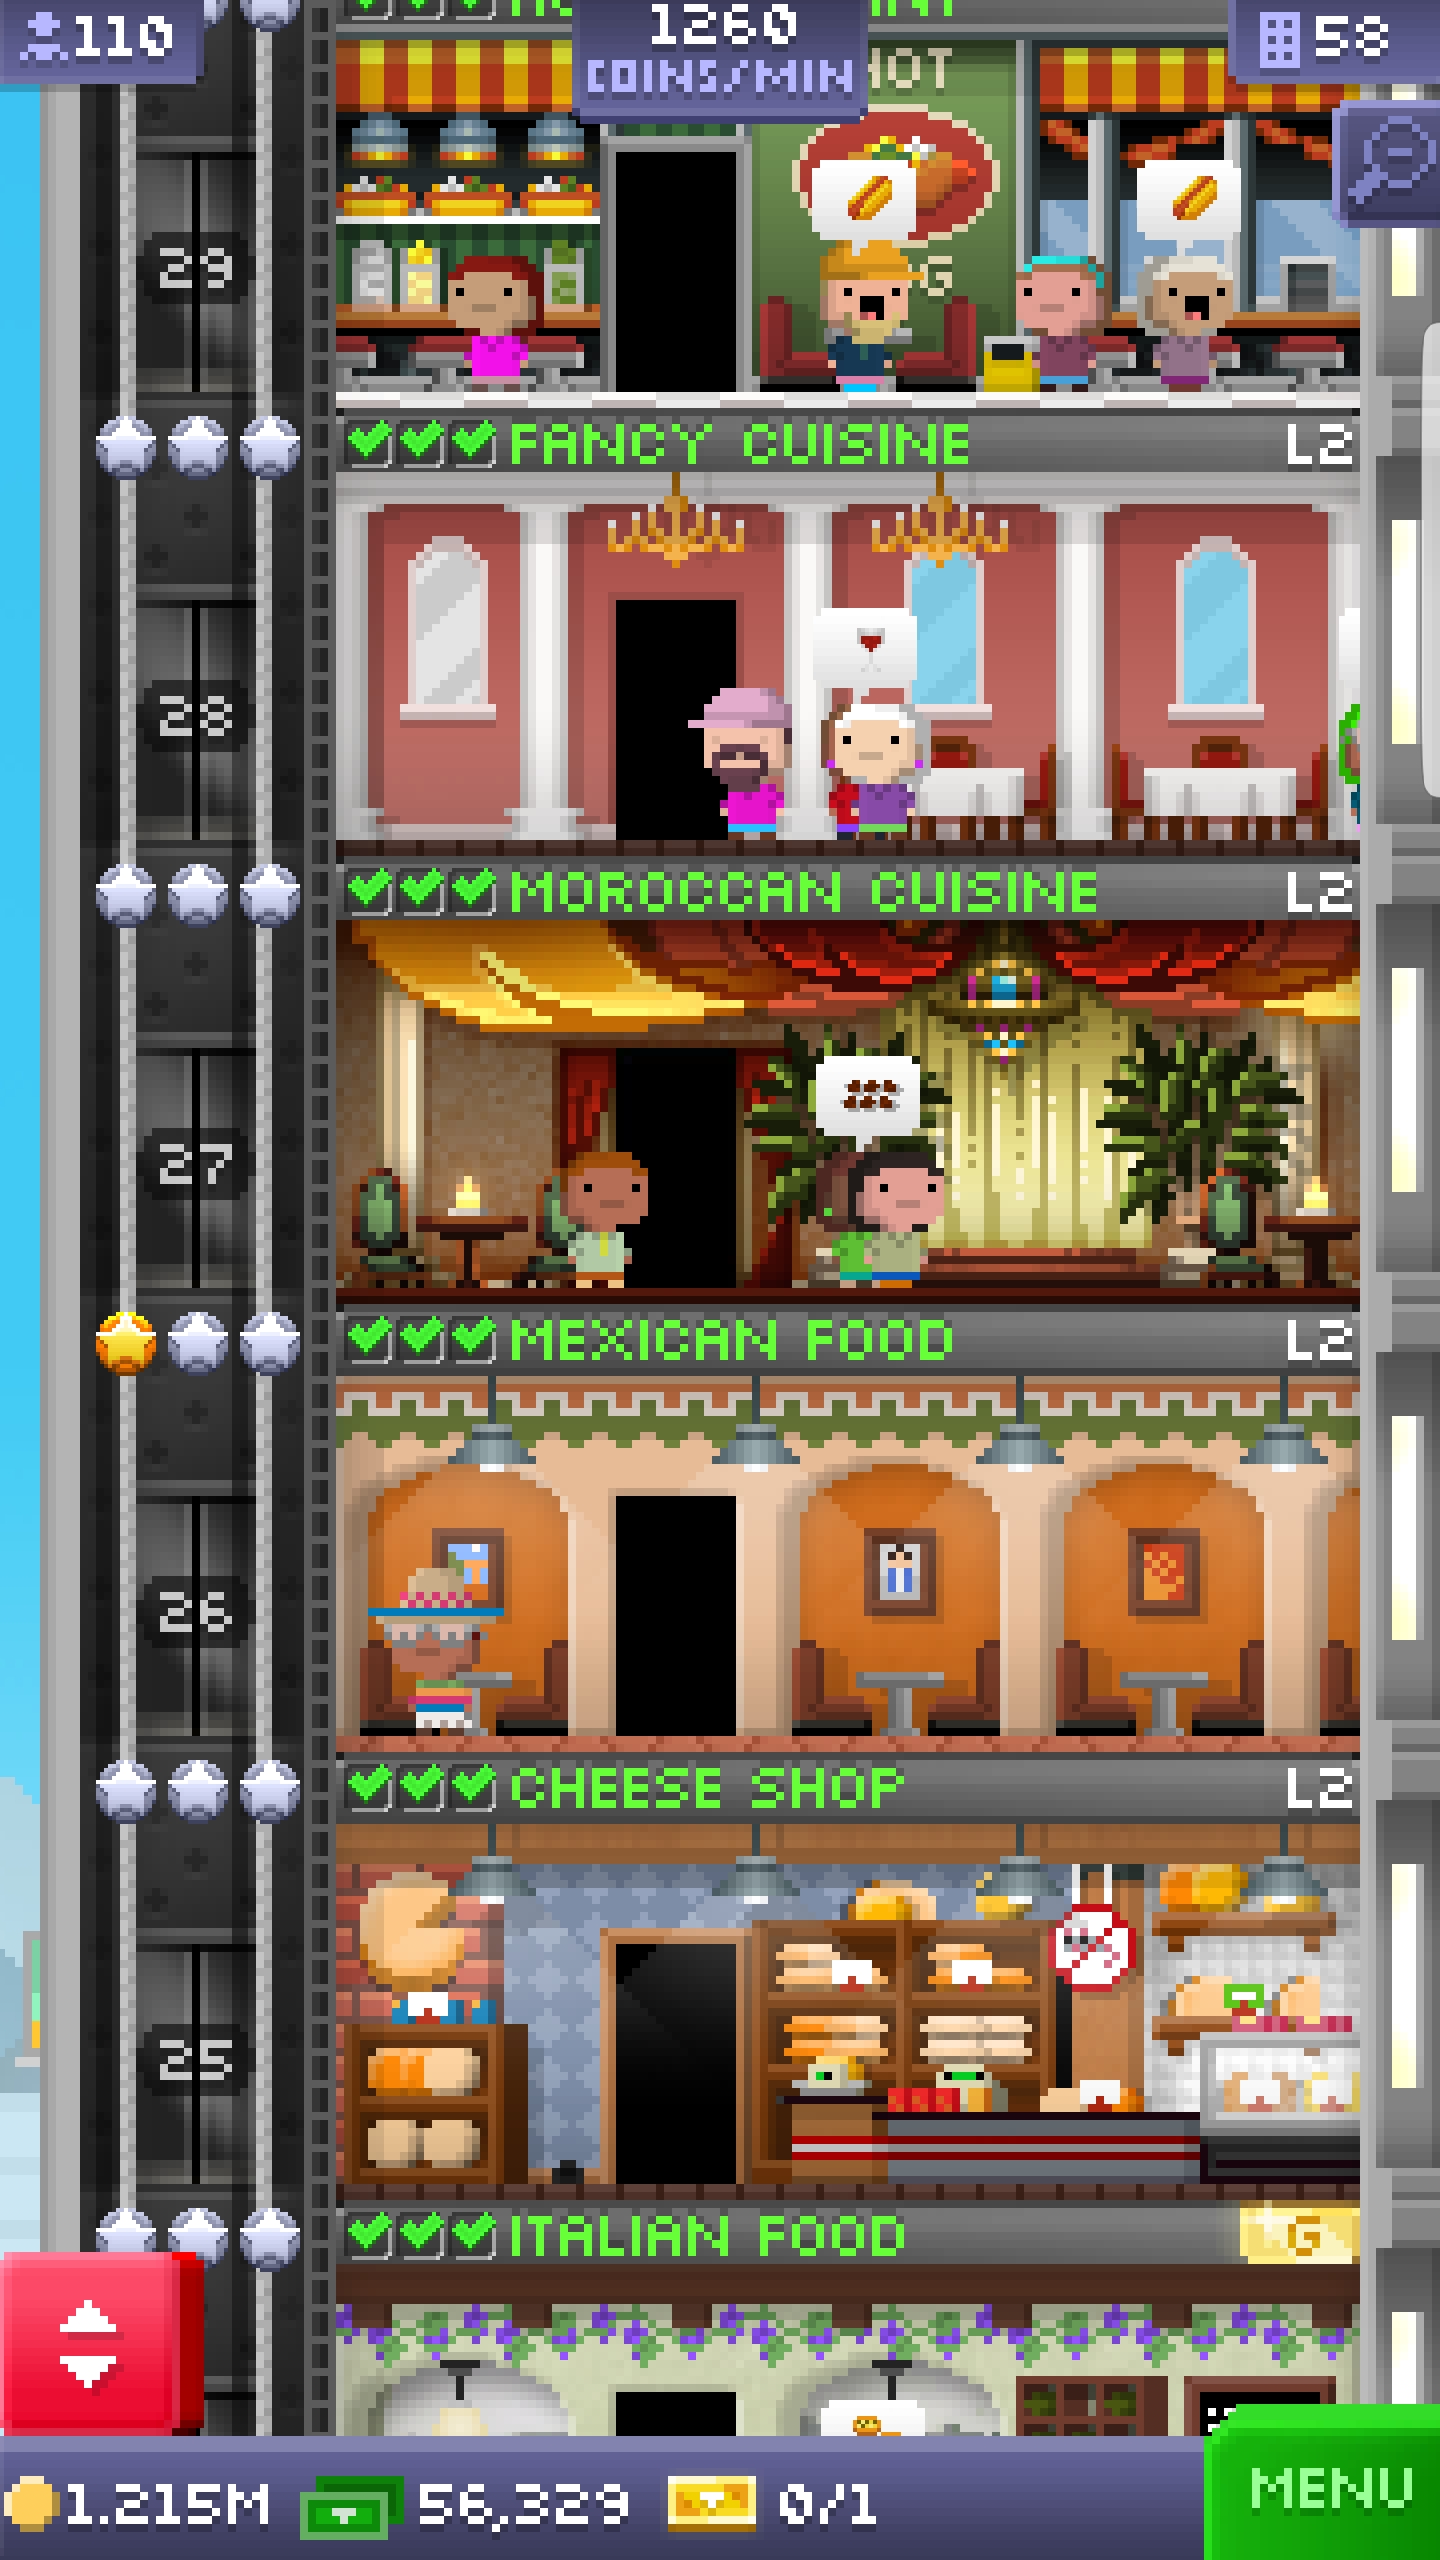 110
1260
COINS/MIN
58
HOT
G
29
FANCY CUISINE L2
28
MOROCCAN CUISINE L2
27
MEXICAN FOOD L2
26
CHEESE SHOP L2
25
ITALIAN FOOD G
1.215M 56,329 0/1 MENU